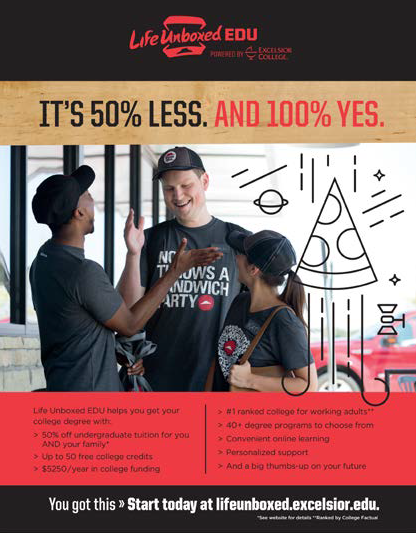 Life Unboxed EDU
POWERED BY EXCELSIOR
COLLEGE
IT'S 50% LESS. AND 100% YES.
NO
THROWS A
SANDWICH
PARTY
Life Unboxed EDU helps you get your
college degree with:
> 50% off undergraduate tuition for you
AND your family*
> Up to 50 free college credits
> $5250/year in college funding
> #1 ranked college for working adults**
> 40+ degree programs to choose from
> Convenient online learning
> Personalized support
> And a big thumbs-up on your future
You got this » Start today at lifeunboxed.excelsior.edu.
*See website for details **Ranked by College Factual